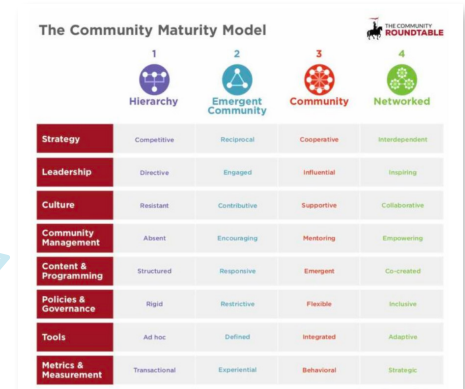 The Community Maturity Model
THE COMMUNITY
ROUNDTABLE
1 2 3 4
Hierarchy Emergent Community Community Networked
Strategy Competitive Reciprocal Cooperative Interdependent
Leadership Directive Engaged Influential Inspiring
Culture Resistant Contributive Supportive Collaborative
Community
Management Absent Encouraging Mentoring Empowering
Content &
Programming Structured Responsive Emergent Co-created
Policies &
Governance Rigid Restrictive Flexible Inclusive
Tools Ad hoc Defined Integrated Adaptive
Metrics &
Measurement Transactional Experiential Behavioral Strategic